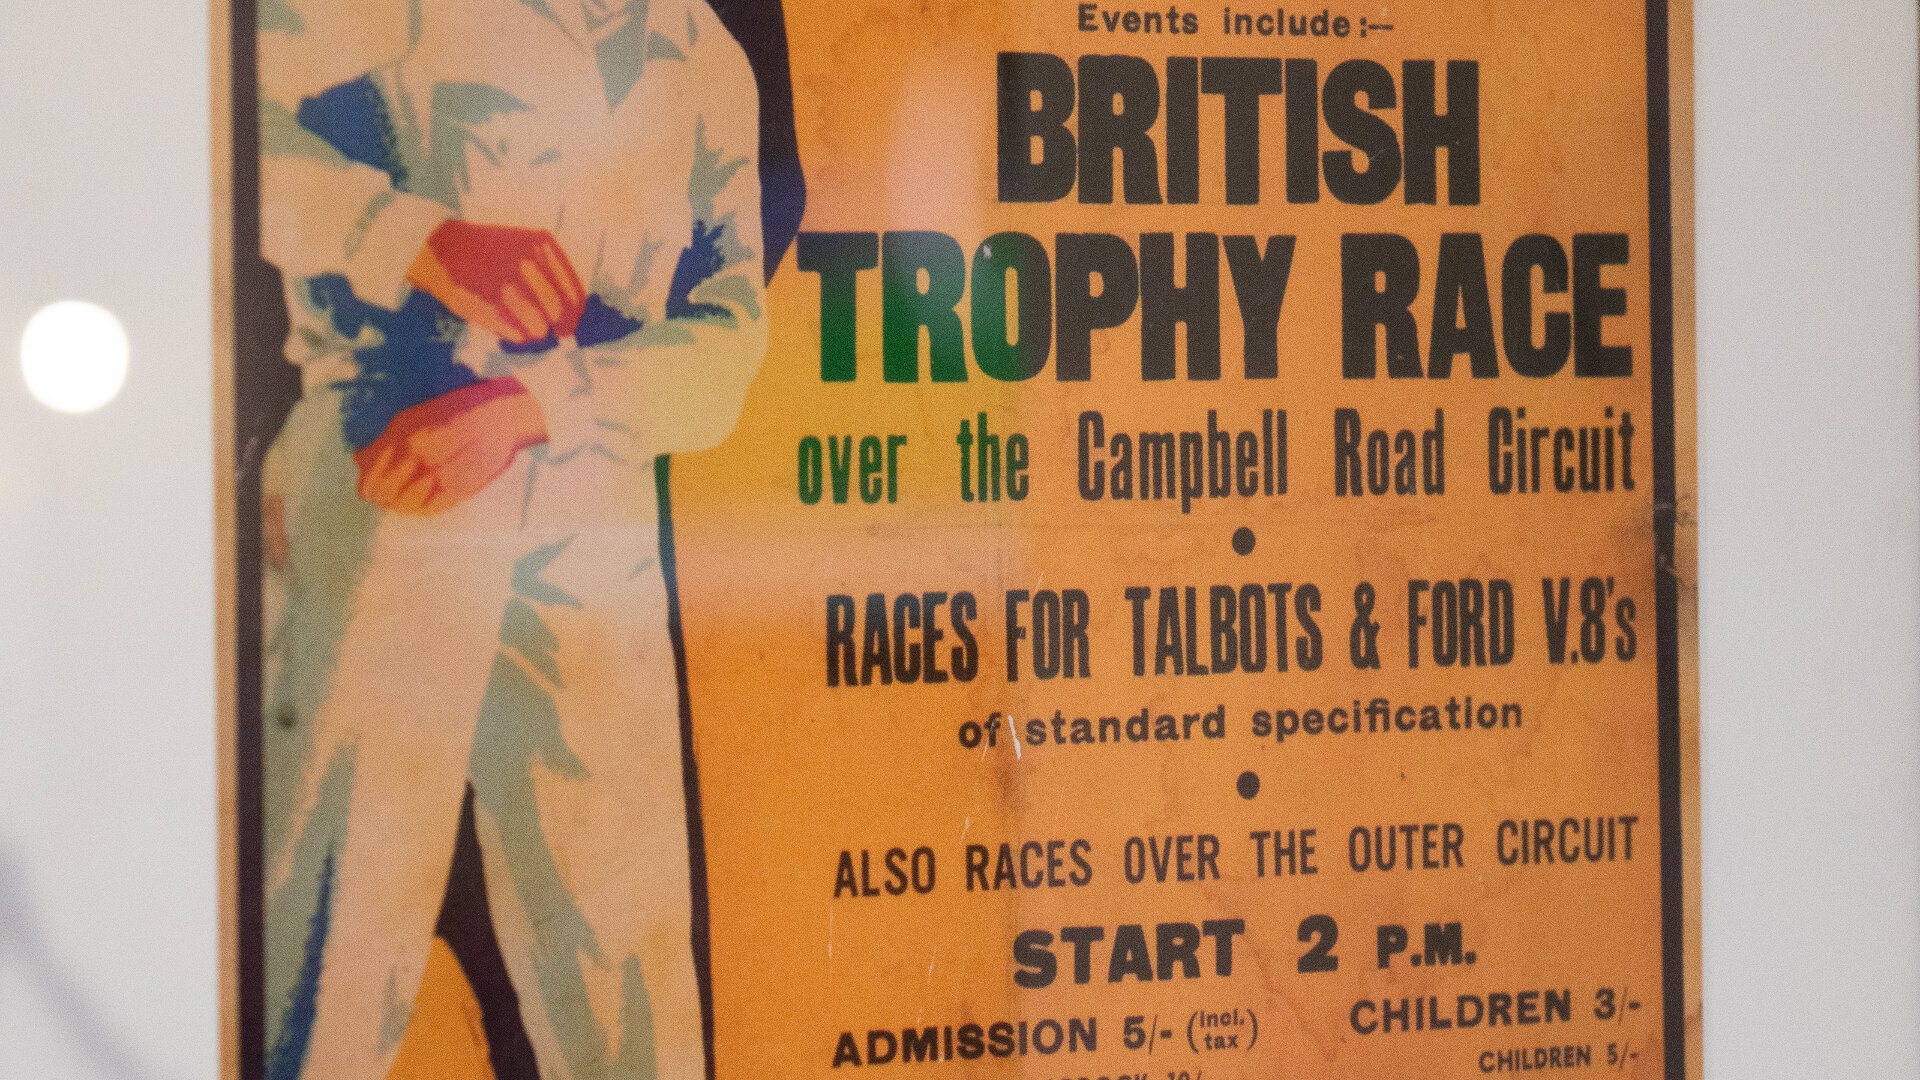 Events include :—
BRITISH
TROPHY RACE
over the Campbell Road Circuit
RACES FOR TALBOTS & FORD V.8's
of standard specification
ALSO RACES OVER THE OUTER CIRCUIT
START 2 P.M.
ADMISSION 5/- (incl. tax) CHILDREN 3/-
CHILDREN 5/-